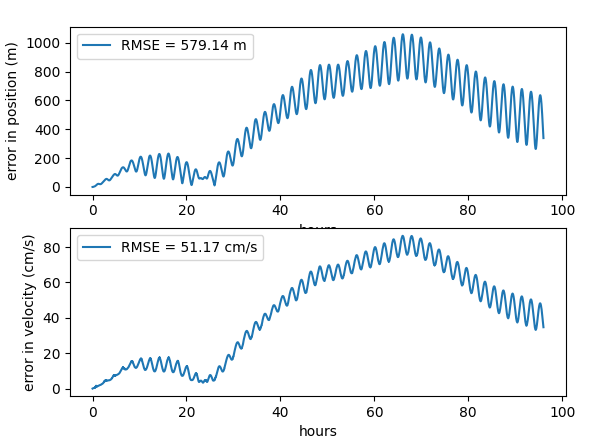 RMSE = 579.14 m
error in position (m)
1000
800
600
400
200
0
0 20 40 60 80 100
hours
RMSE = 51.17 cm/s
error in velocity (cm/s)
80
60
40
20
0
0 20 40 60 80 100
hours